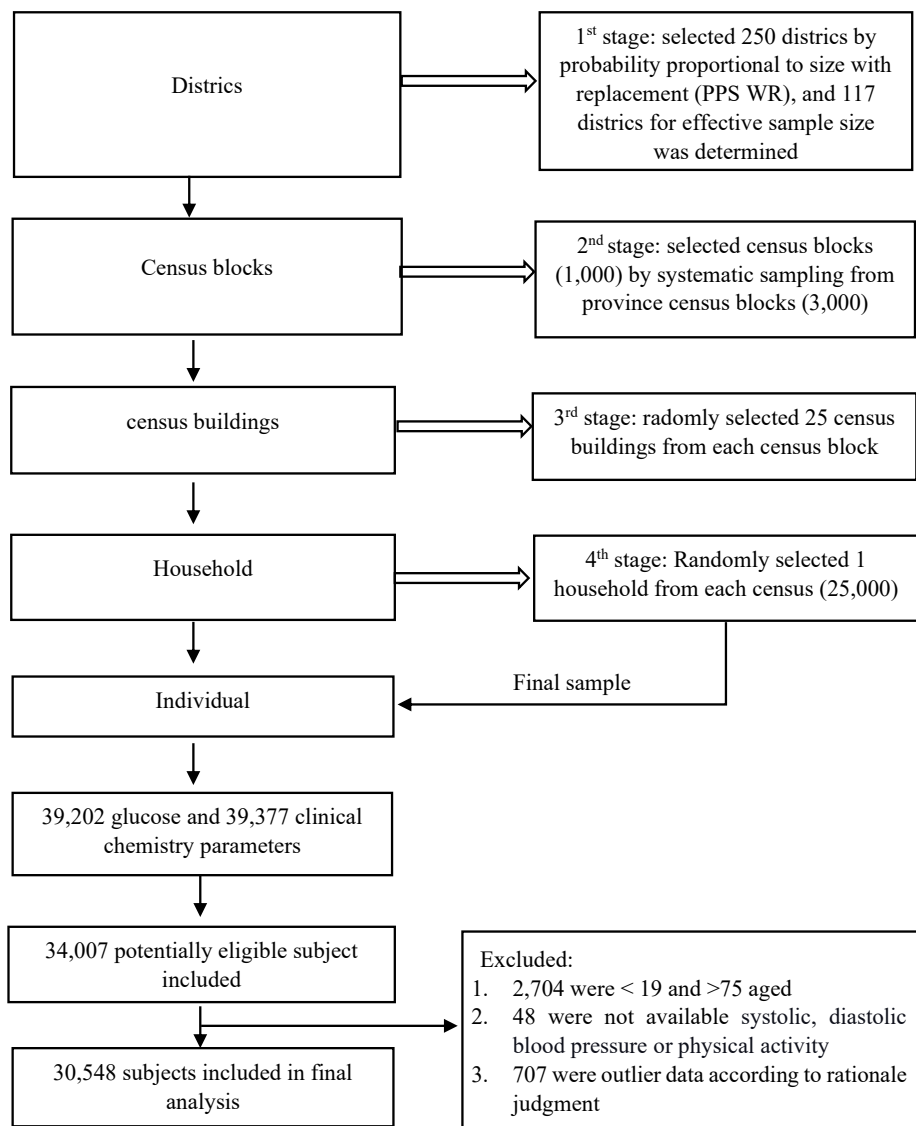 Districs
1st stage: selected 250 districs by
probability proportional to size with
replacement (PPS WR), and 117
districs for effective sample size
was determined
Census blocks
2nd stage: selected census blocks
(1,000) by systematic sampling from
province census blocks (3,000)
census buildings
3rd stage: radomly selected 25 census
buildings from each census block
Household
4th stage: Randomly selected 1
household from each census (25,000)
Individual
Final sample
39,202 glucose and 39,377 clinical
chemistry parameters
34,007 potentially eligible subject
included
Excluded:
1. 2,704 were < 19 and >75 aged
2. 48 were not available systolic, diastolic
blood pressure or physical activity
3. 707 were outlier data according to rationale
judgment
30,548 subjects included in final
analysis